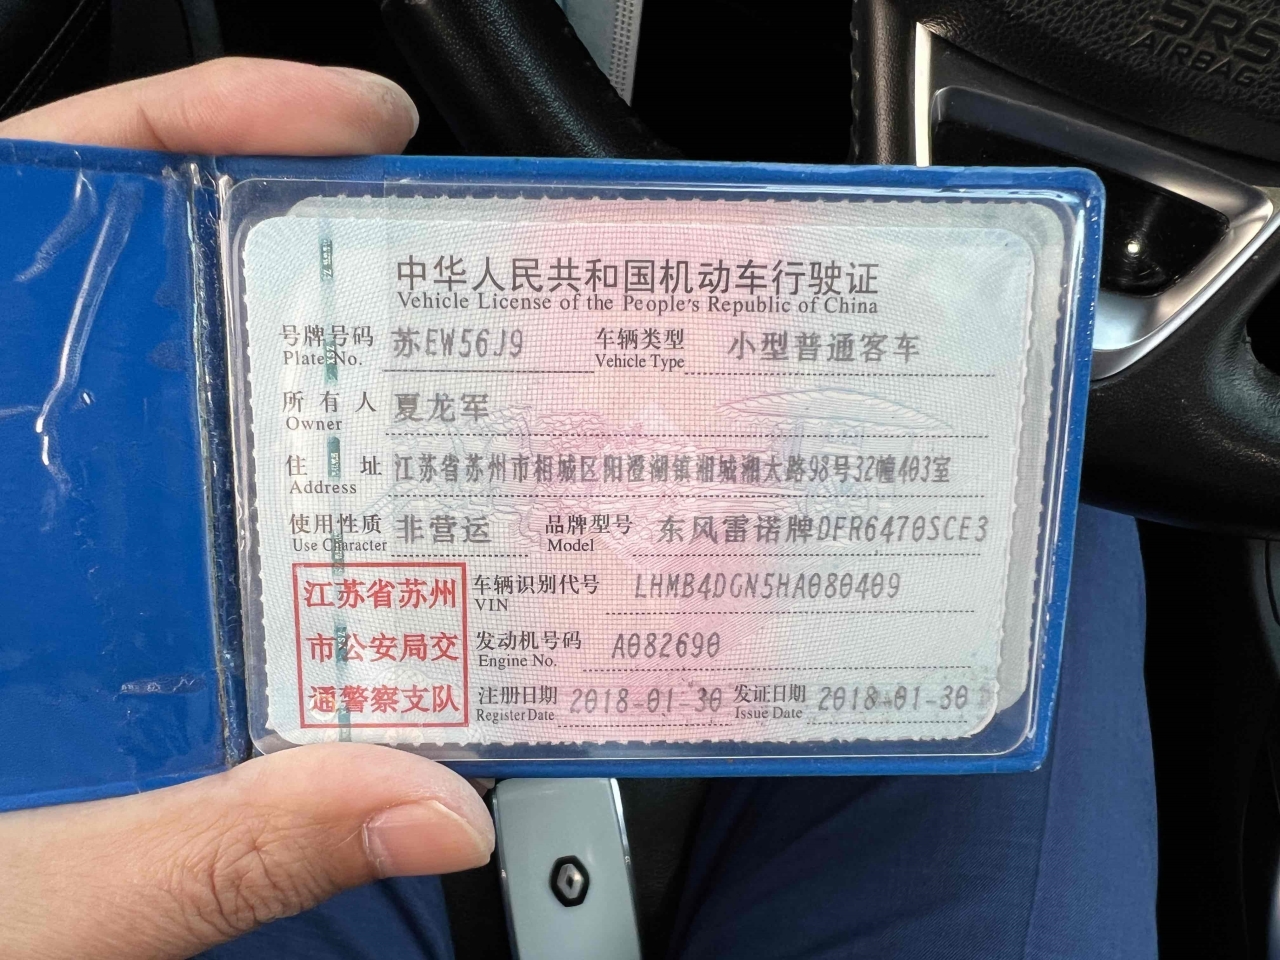 SRS
AIRBAG
中华人民共和国机动车行驶证
Vehicle License of the People's Republic of China
号牌号码 苏EW56J9 车辆类型 小型普通客车
Plate No. Vehicle Type
所有人 夏龙军
Owner
住址 江苏省苏州市相城区阳澄湖镇湘城湘太路98号32幢403室
Address
使用性质 非营运 品牌型号 东风雷诺牌DFR6470SCE3
Use Character Model
江苏省苏州
市公安局交
通警察支队
车辆识别代号 LHMB4DGN5HA080409
VIN
发动机号码 A082690
Engine No.
注册日期 2018-01-30 发证日期 2018-01-30
Register Date Issue Date